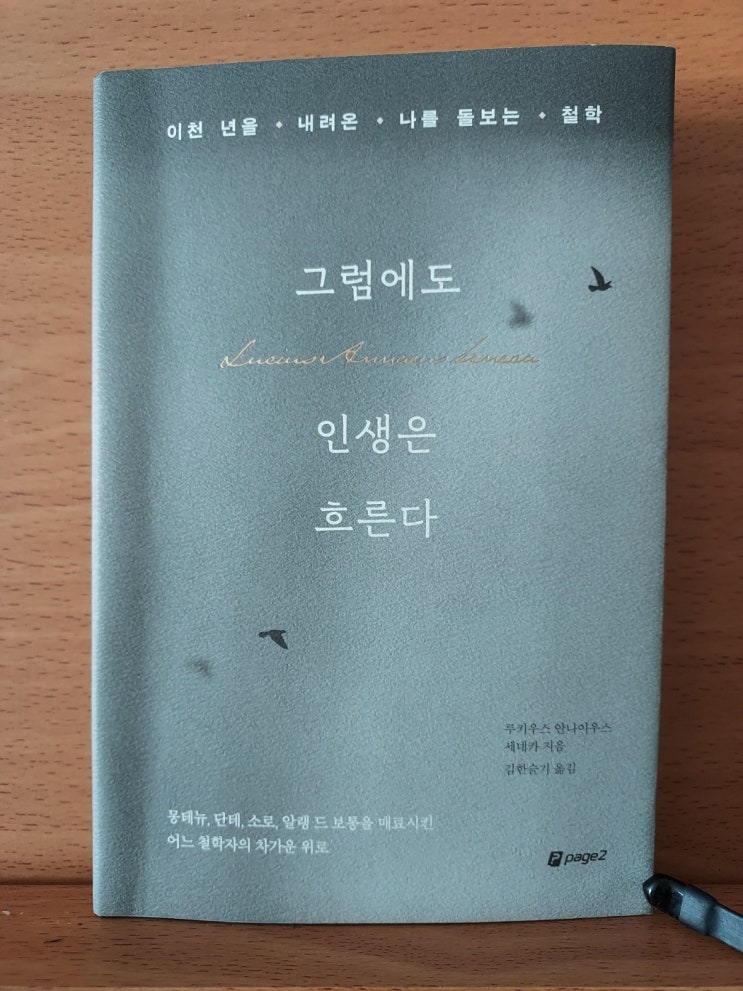 이천 년을 ◆ 내려온 ◆ 나를 돌보는 ◆ 철학
그럼에도
Lucius Annaeus Seneca
인생은
흐른다
루키우스 안나이우스
세네카 지음
김한슬기 옮김
몽테뉴, 단테, 소로, 알랭 드 보통을 매료시킨
어느 철학자의 차가운 위로
page2